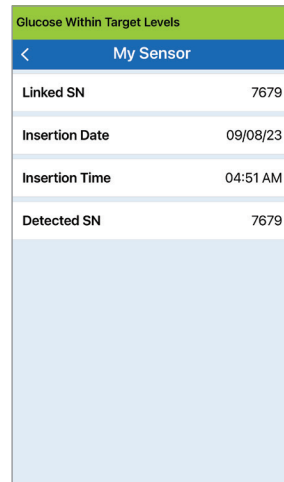 Glucose Within Target Levels
My Sensor
Linked SN 7679
Insertion Date 09/08/23
Insertion Time 04:51 AM
Detected SN 7679